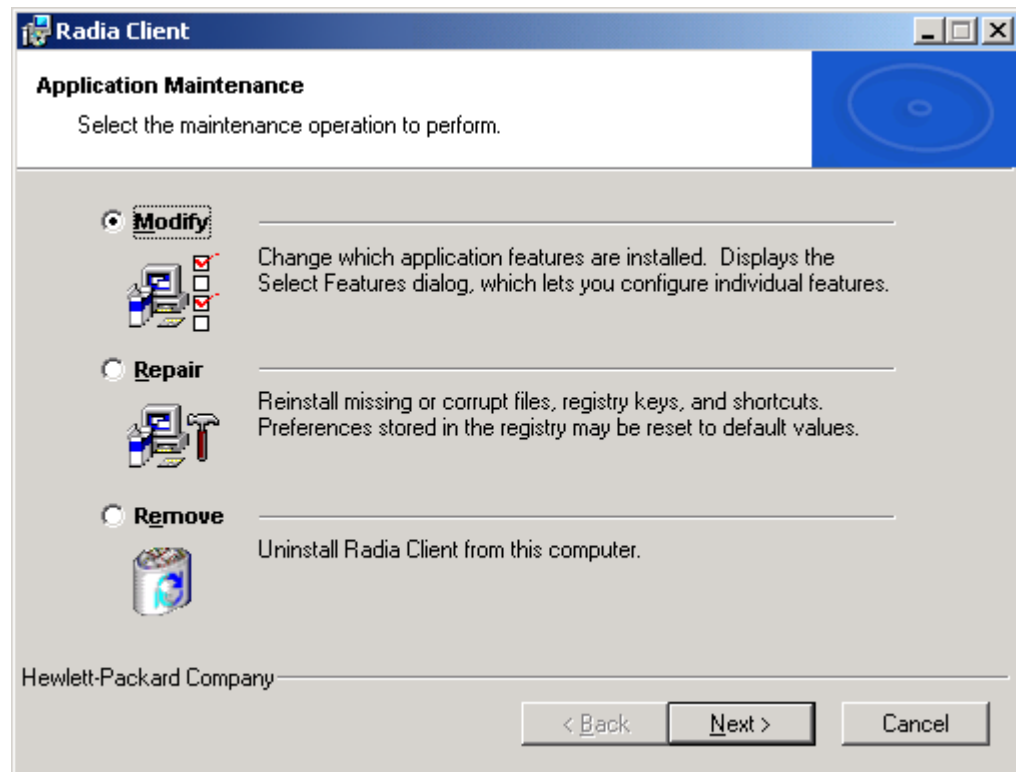 Radia Client
Application Maintenance
Select the maintenance operation to perform.
Modify
Change which application features are installed.  Displays the
Select Features dialog, which lets you configure individual features.
Repair
Reinstall missing or corrupt files, registry keys, and shortcuts.
Preferences stored in the registry may be reset to default values.
Remove
Uninstall Radia Client from this computer.
Hewlett-Packard Company
< Back
Next >
Cancel